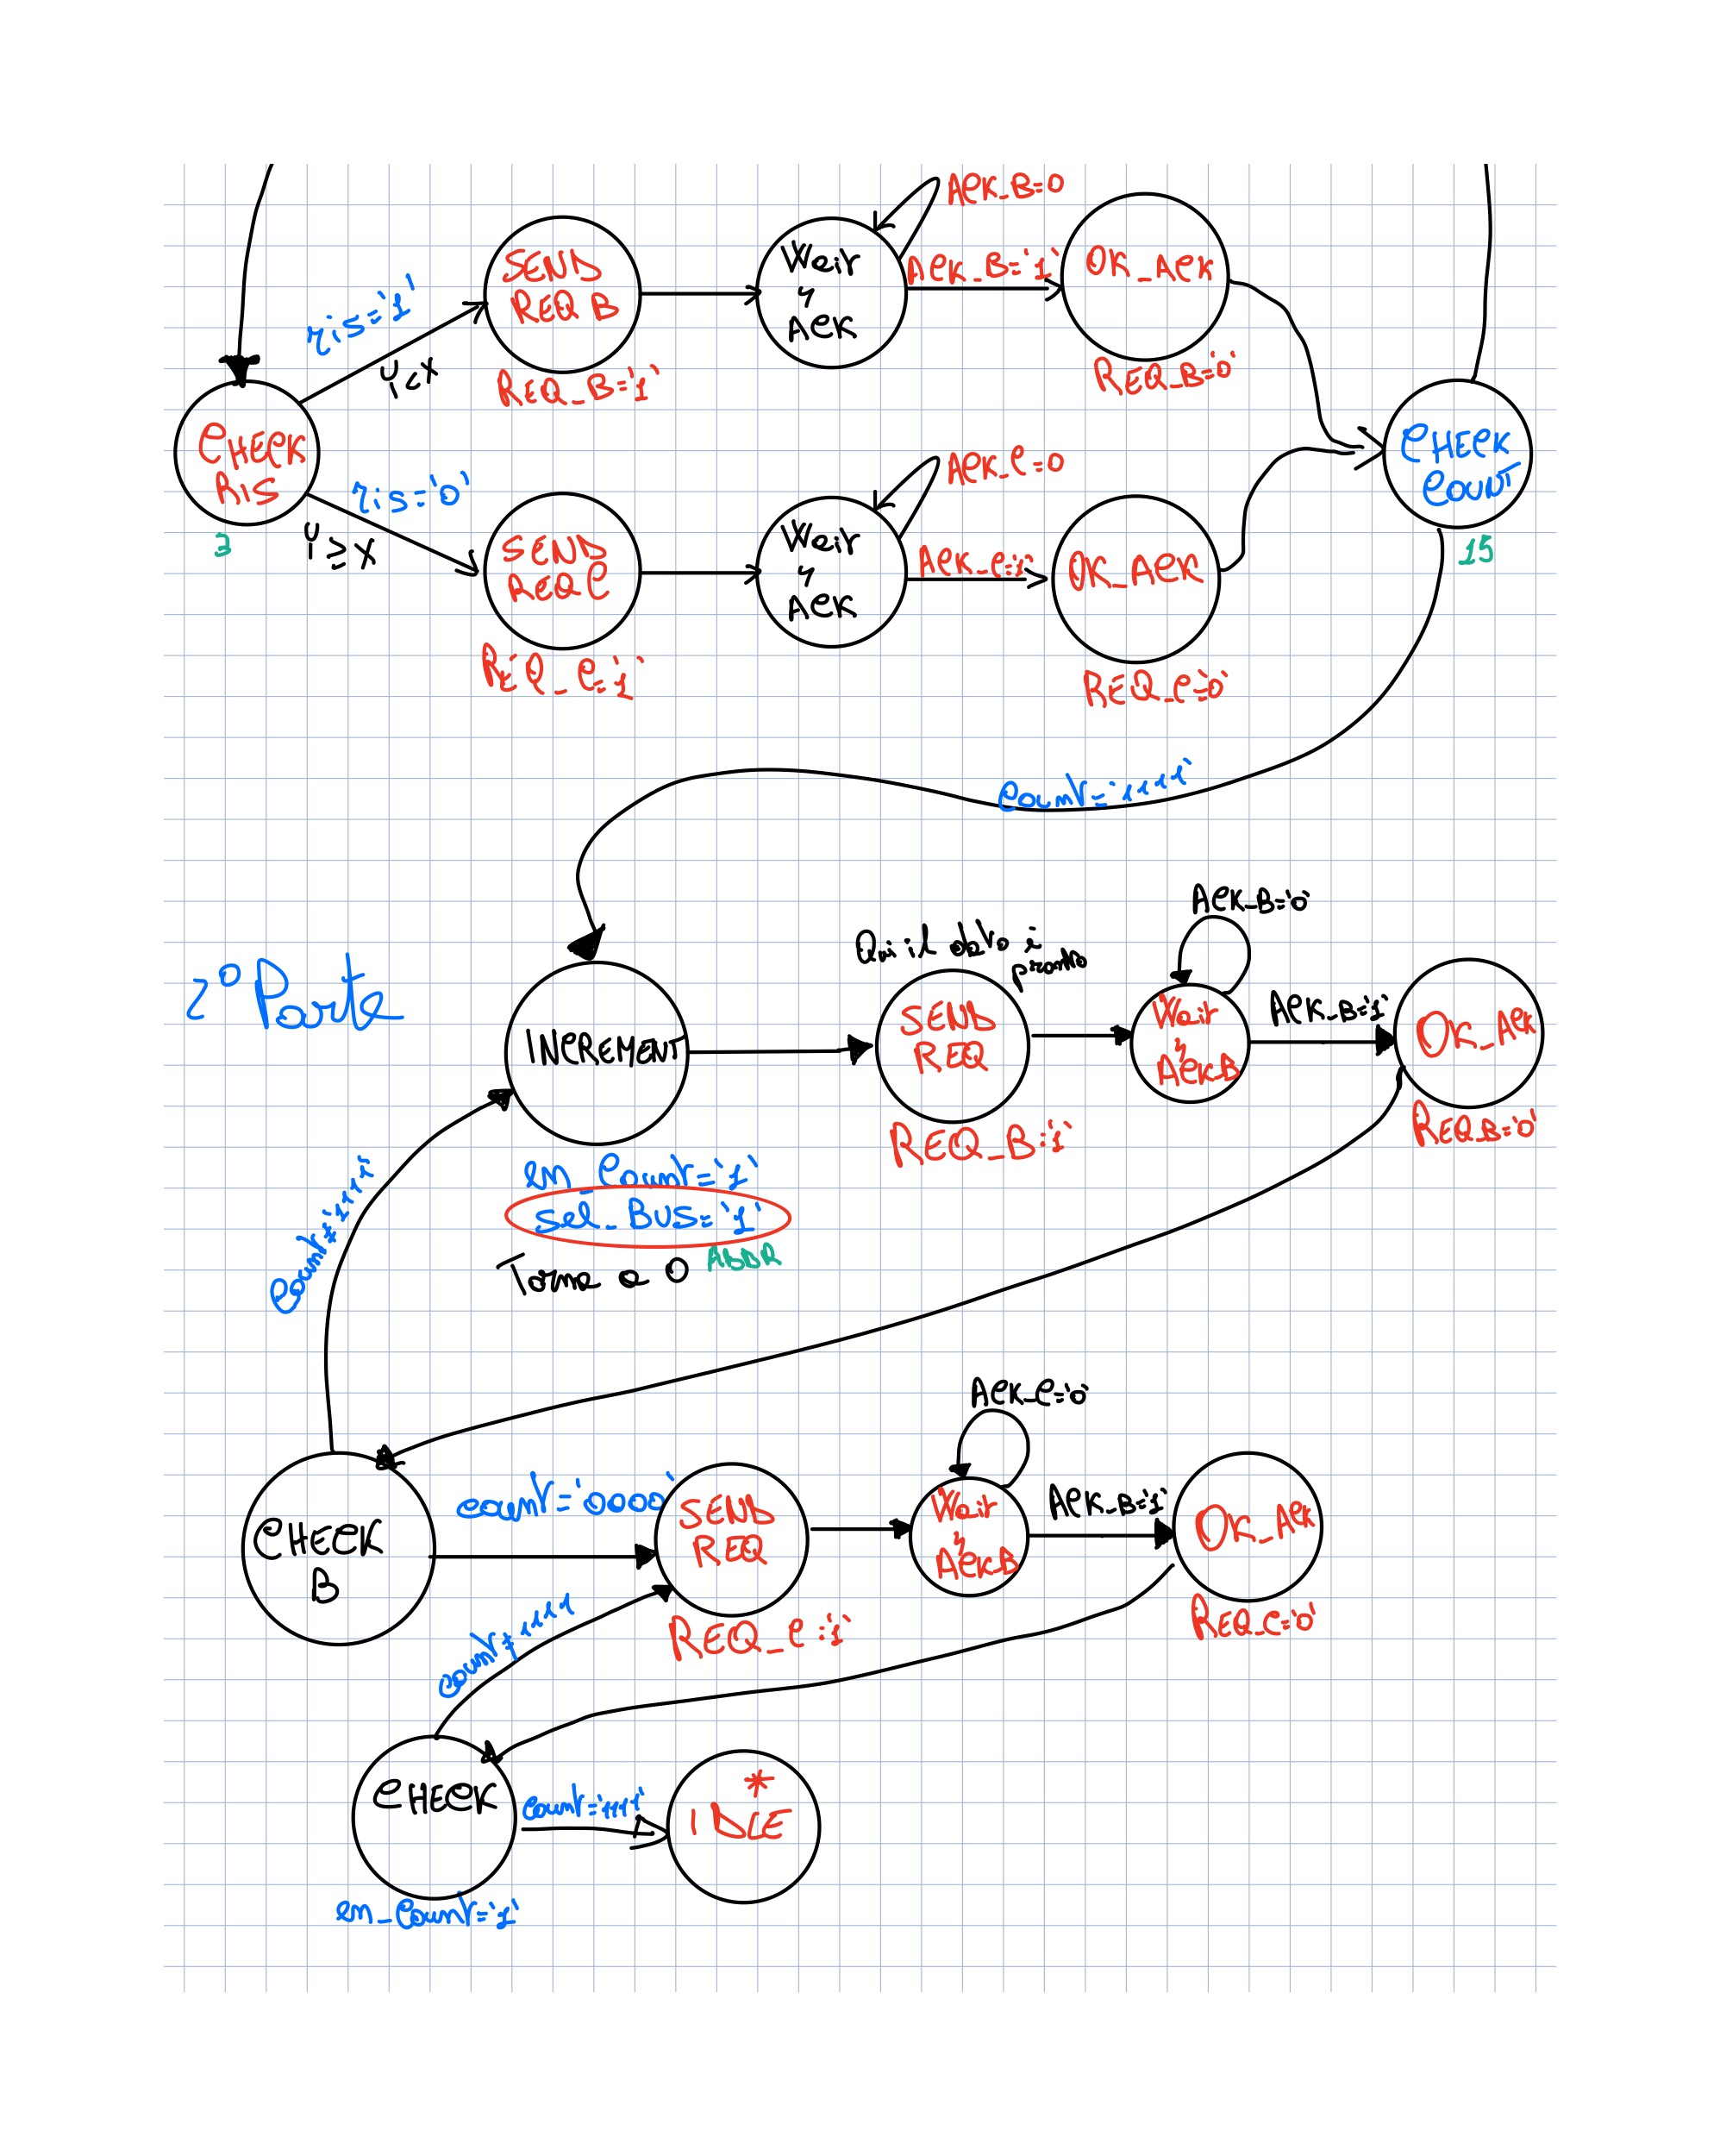 ACK_B=0
SEND
REQ B
Wait
4
ACK
ACK_B='1'
OK_ACK
ris='1'
y<x
REQ_B='1'
REQ_B='0'
CHECK
RIS
3
CHECK
COUNT
15
ris='0'
y≥x
ACK_C=0
SEND
REQ C
Wait
4
ACK
ACK_C='1'
OK_ACK
REQ_C='1'
REQ_C='0'
count='1111'
2° Parte
INCREMENT
Qui il dato è
pronto
SEND
REQ
ACK_B='0'
Wait
4
ACK_B
ACK_B='1'
OK_ACK
REQ_B='1'
REQ_B='0'
en_count='1'
sel_BUS='1'
Torna a 0 ADDR
count≠'1111'
CHECK
B
count='0000'
SEND
REQ
ACK_C='0'
Wait
4
ACK_B
ACK_B='1'
OK_ACK
REQ_C='1'
REQ_C='0'
count≠1111
CHECK
count='1111'
*
IDLE
en_count='1'